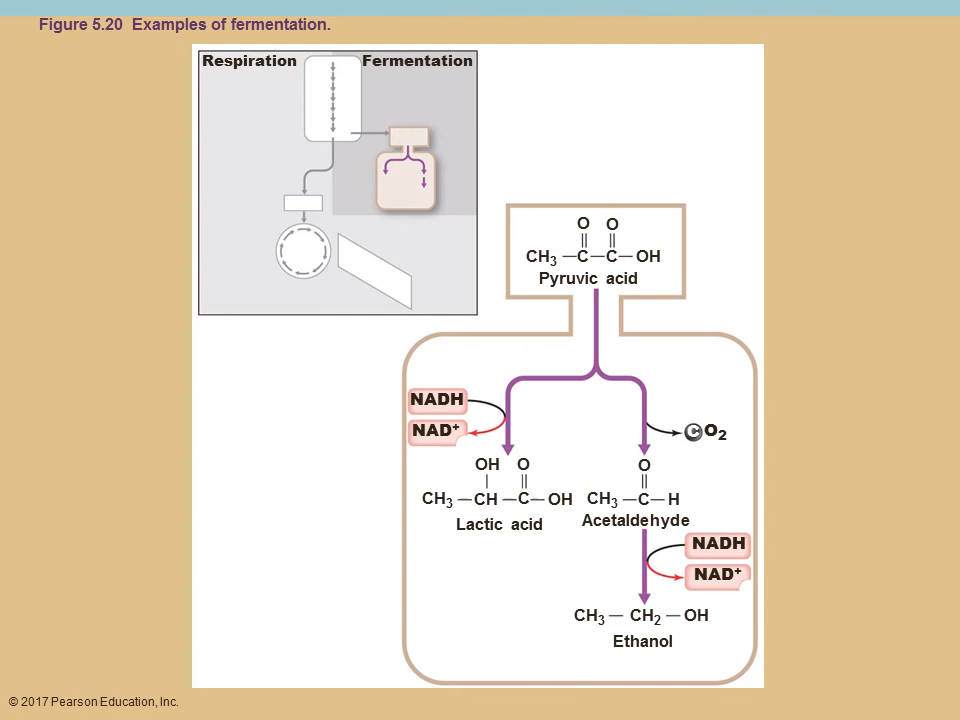 Figure 5.20 Examples of fermentation.
Respiration
Fermentation
O O
|| ||
CH₃ —C—C—OH
Pyruvic acid
NADH
NAD⁺
CO₂
OH O
| ||
CH₃ —CH —C—OH
Lactic acid
O
||
CH₃ —C—H
Acetaldehyde
NADH
NAD⁺
CH₃ — CH₂ —OH
Ethanol
© 2017 Pearson Education, Inc.